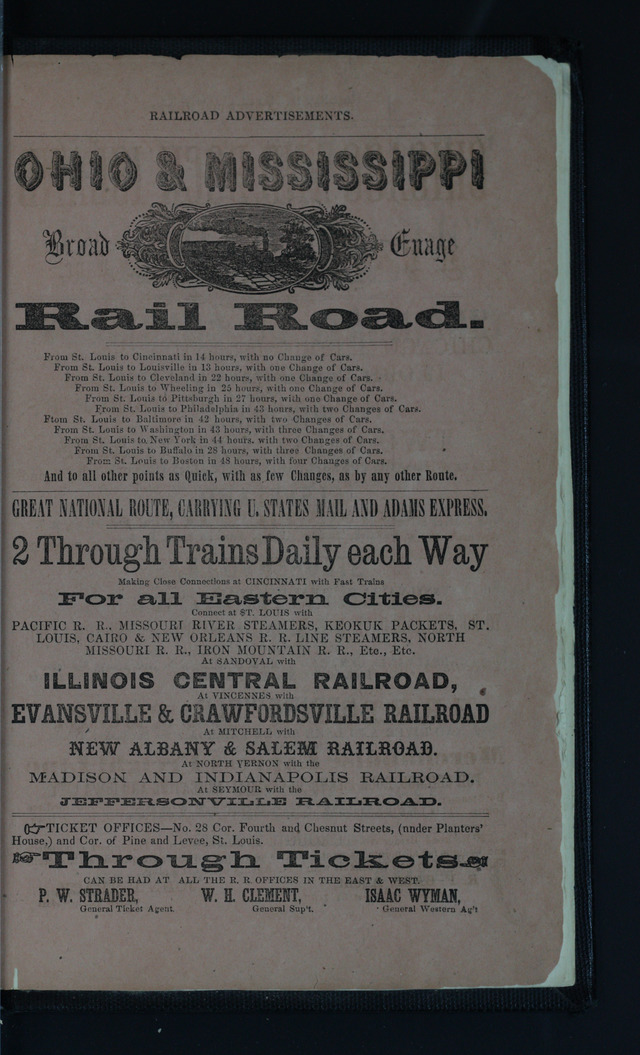 RAILROAD ADVERTISEMENTS.
OHIO & MISSISSIPPI
Broad Guage
Rail Road.
From St. Louis to Cincinnati in 14 hours, with no Change of Cars.
From St. Louis to Louisville in 13 hours, with one Change of Cars.
From St. Louis to Cleveland in 22 hours, with one Change of Cars.
From St. Louis to Wheeling in 25 hours, with one Change of Cars.
From St. Louis to Pittsburgh in 27 hours, with one Change of Cars.
From St. Louis to Philadelphia in 43 hours, with two Changes of Cars.
Ftom St. Louis to Baltimore in 42 hours, with two Changes of Cars.
From St. Louis to Washington in 43 hours, with three Changes of Cars.
From St. Louis to New York in 44 hours. with two Changes of Cars.
From St. Louis to Buffalo in 28 hours, with three Changes of Cars.
From St. Louis to Boston in 48 hours, with four Changes of Cars.
And to all other points as Quick, with as few Changes, as by any other Route.
GREAT NATIONAL ROUTE, CARRYING U. STATES MAIL AND ADAMS EXPRESS.
2 Through Trains Daily each Way
Making Close Connections at CINCINNATI with Fast Trains
For all Eastern Cities.
Connect at ST. LOUIS with
PACIFIC R. R., MISSOURI RIVER STEAMERS, KEOKUK PACKETS, ST.
LOUIS, CAIRO & NEW ORLEANS R. R. LINE STEAMERS, NORTH
MISSOURI R. R., IRON MOUNTAIN R. R., Etc., Etc.
At SANDOVAL with
ILLINOIS CENTRAL RAILROAD,
At VINCENNES with
EVANSVILLE & CRAWFORDSVILLE RAILROAD
At MITCHELL with
NEW ALBANY & SALEM RAILROAD.
At NORTH VERNON with the
MADISON AND INDIANAPOLIS RAILROAD.
At SEYMOUR with the
JEFFERSONVILLE RAILROAD.
☞TICKET OFFICES—No. 28 Cor. Fourth and Chesnut Streets, (under Planters'
House,) and Cor. of Pine and Levee, St. Louis.
Through Tickets
CAN BE HAD AT ALL THE R. R OFFICES IN THE EAST & WEST.
P. W. STRADER, W. H. CLEMENT, ISAAC WYMAN,
General Ticket Agent. General Sup't. General Western Ag't